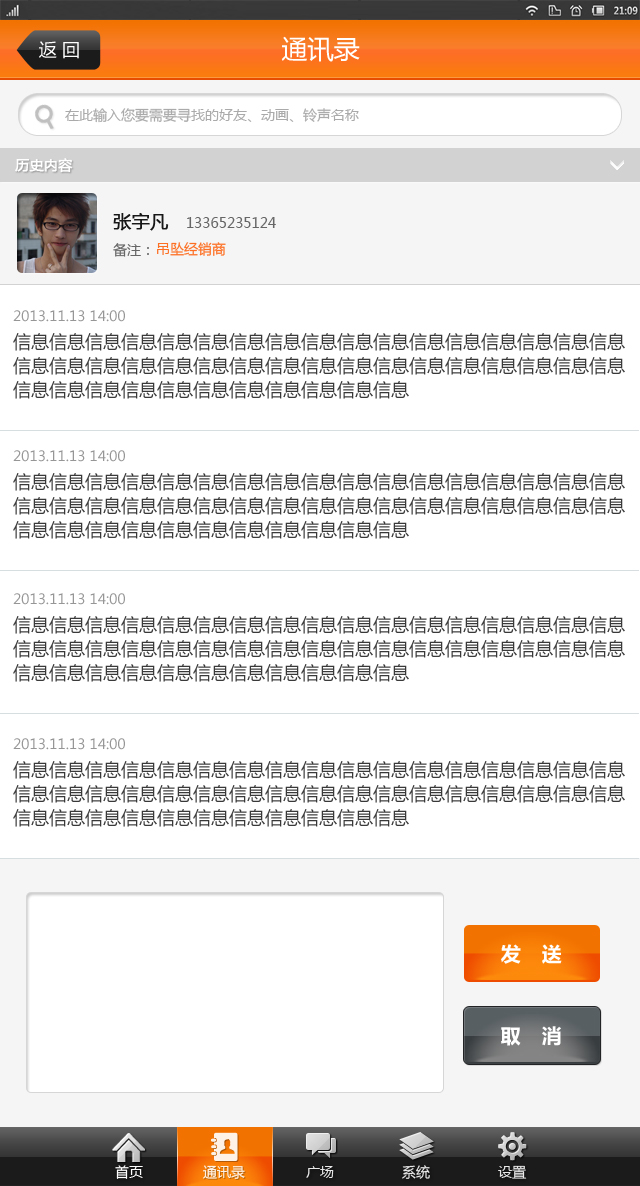 21:09
返 回
通讯录
在此输入您要需要寻找的好友、动画、铃声名称
历史内容
张宇凡 13365235124
备注：吊坠经销商
2013.11.13 14:00
信息信息信息信息信息信息信息信息信息信息信息信息信息信息信息信息信息
信息信息信息信息信息信息信息信息信息信息信息信息信息信息信息信息信息
信息信息信息信息信息信息信息信息信息信息信息
2013.11.13 14:00
信息信息信息信息信息信息信息信息信息信息信息信息信息信息信息信息信息
信息信息信息信息信息信息信息信息信息信息信息信息信息信息信息信息信息
信息信息信息信息信息信息信息信息信息信息信息
2013.11.13 14:00
信息信息信息信息信息信息信息信息信息信息信息信息信息信息信息信息信息
信息信息信息信息信息信息信息信息信息信息信息信息信息信息信息信息信息
信息信息信息信息信息信息信息信息信息信息信息
2013.11.13 14:00
信息信息信息信息信息信息信息信息信息信息信息信息信息信息信息信息信息
信息信息信息信息信息信息信息信息信息信息信息信息信息信息信息信息信息
信息信息信息信息信息信息信息信息信息信息信息
发 送
取 消
首页 通讯录 广场 系统 设置